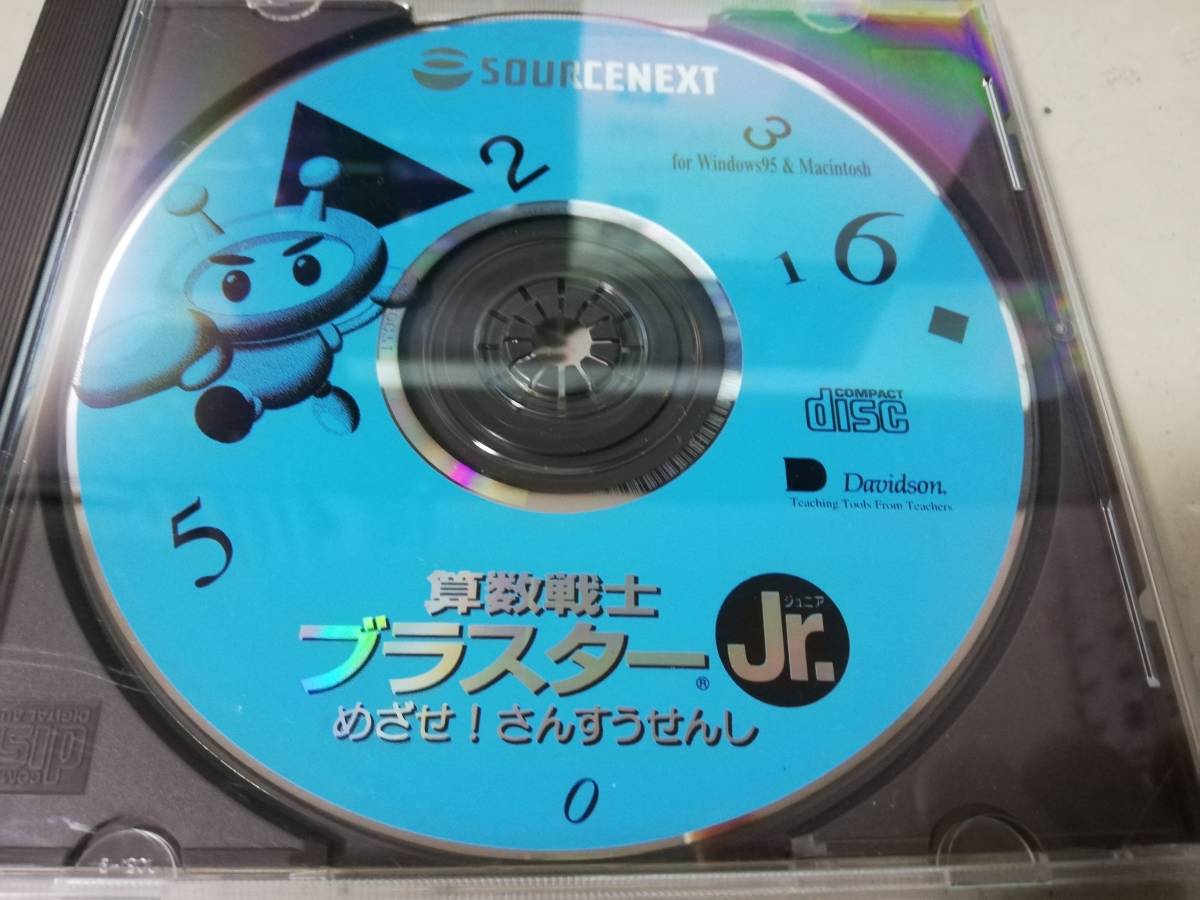 SOURCENEXT
3
for Windows95 & Macintosh
2
1
6
COMPACT
disc
Davidson.
Teaching Tools From Teachers
5
算数戦士
ブラスター®
ジュニア
Jr.
めざせ!さんすうせんし
0